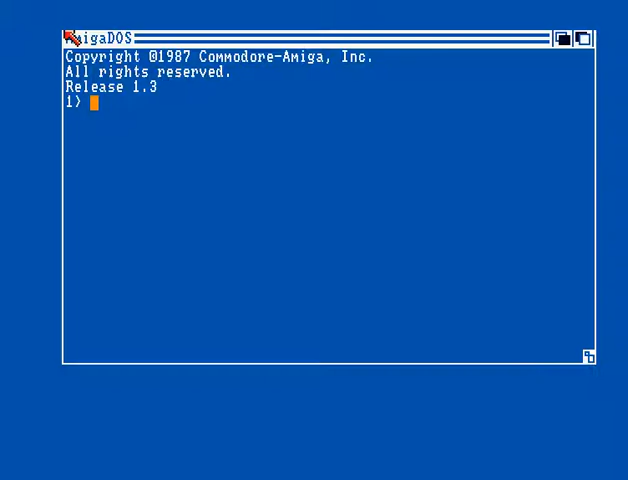 AmigaDOS
Copyright ©1987 Commodore-Amiga, Inc.
All rights reserved.
Release 1.3
1>